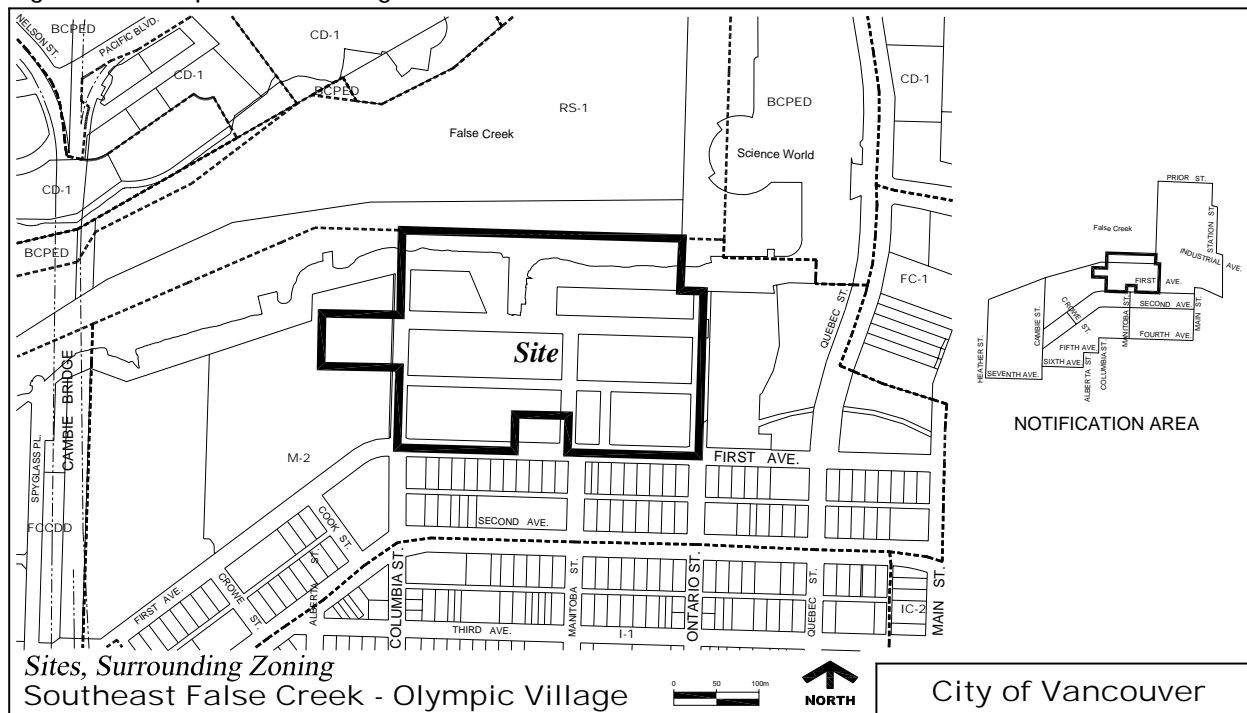 NELSON ST.
BCPED
PACIFIC BLVD.
CD-1
CD-1
CD-1
BCPED
RS-1
BCPED
False Creek
Science World
CD-1
BCPED
FC-1
QUEBEC ST.
Site
CAMBIE BRIDGE
SPYGLASS PL.
FCCDD
M-2
FIRST AVE.
SECOND AVE.
COOK ST.
CROWE ST.
ALBERTA ST.
FIRST AVE.
COLUMBIA ST.
THIRD AVE.
MANITOBA ST.
I-1
ONTARIO ST.
QUEBEC ST.
IC-2
MAIN ST.
PRIOR ST.
False Creek
STATION ST.
INDUSTRIAL AVE.
FIRST AVE.
SECOND AVE.
MAIN ST.
MANITOBA ST.
CROWE ST.
CAMBIE ST.
FOURTH AVE.
FIFTH AVE.
SIXTH AVE.
COLUMBIA ST.
ALBERTA ST.
HEATHER ST.
SEVENTH AVE.
NOTIFICATION AREA
Sites, Surrounding Zoning
Southeast False Creek - Olympic Village
0 50 100m
NORTH
City of Vancouver